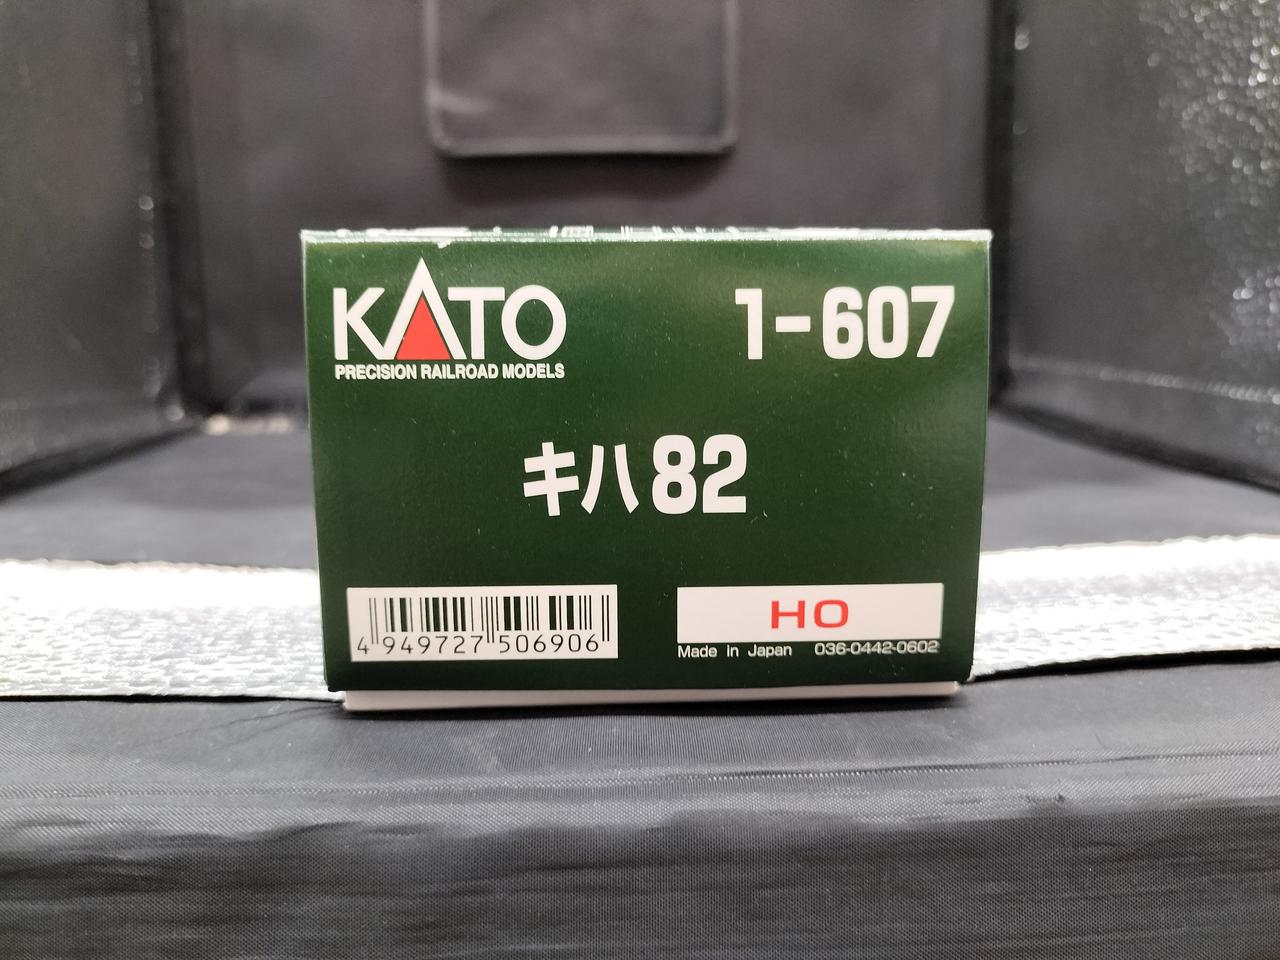 KATO
PRECISION RAILROAD MODELS
1-607
キハ82
4 949727 506906
HO
Made in Japan 036-0442-0602